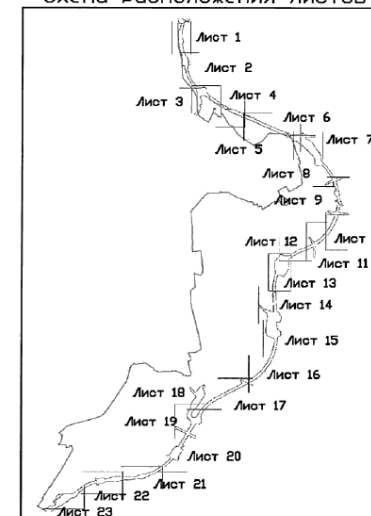 Схема расположения листов
Лист 1
Лист 2
Лист 3
Лист 4
Лист 5
Лист 6
Лист 7
Лист 8
Лист 9
Лист
Лист 11
Лист 12
Лист 13
Лист 14
Лист 15
Лист 16
Лист 17
Лист 18
Лист 19
Лист 20
Лист 21
Лист 22
Лист 23